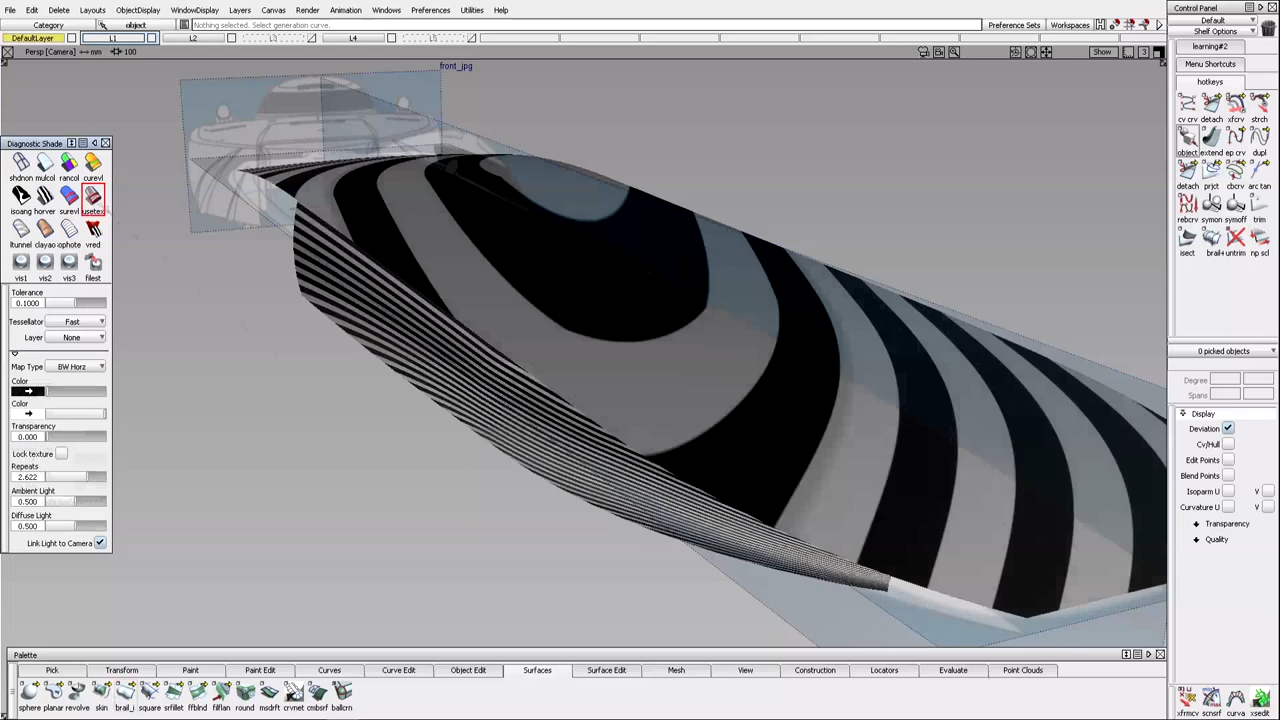 File Edit Delete Layouts ObjectDisplay WindowDisplay Layers Canvas Render Animation Windows Preferences Utilities Help
Category object Nothing selected. Select generation curve. Preference Sets Workspaces
DefaultLayer L1 L2 L3 L4 L5
Persp [Camera] mm 100 Show 3
front_jpg
Diagnostic Shade
shdnon mulcol rancol curevl
isoang horver surevl usetex
ltunnel clayao ophote vred
vis1 vis2 vis3 filest
Tolerance
0.1000
Tessellator Fast
Layer None
Map Type BW Horz
Color
Color
Transparency
0.000
Lock texture
Repeats
2.622
Ambient Light
0.500
Diffuse Light
0.500
Link Light to Camera
Control Panel
Default
Shelf Options
learning#2
Menu Shortcuts
hotkeys
cv crv detach xfcrv strch
object extend ep crv dupl
detach prjct cbcrv arc tan
rebcrv symon symoff trim
isect brail+ untrim np scl
0 picked objects
Degree
Spans
Display
Deviation
Cv/Hull
Edit Points
Blend Points
Isoparm U V
Curvature U V
Transparency
Quality
xfrmcv scnsrf curva xsedit
Palette
Pick Transform Paint Paint Edit Curves Curve Edit Object Edit Surfaces Surface Edit Mesh View Construction Locators Evaluate Point Clouds
sphere planar revolve skin brail_i square srfillet ffblnd filflan round msdrft crvnet cmbsrf ballcrn